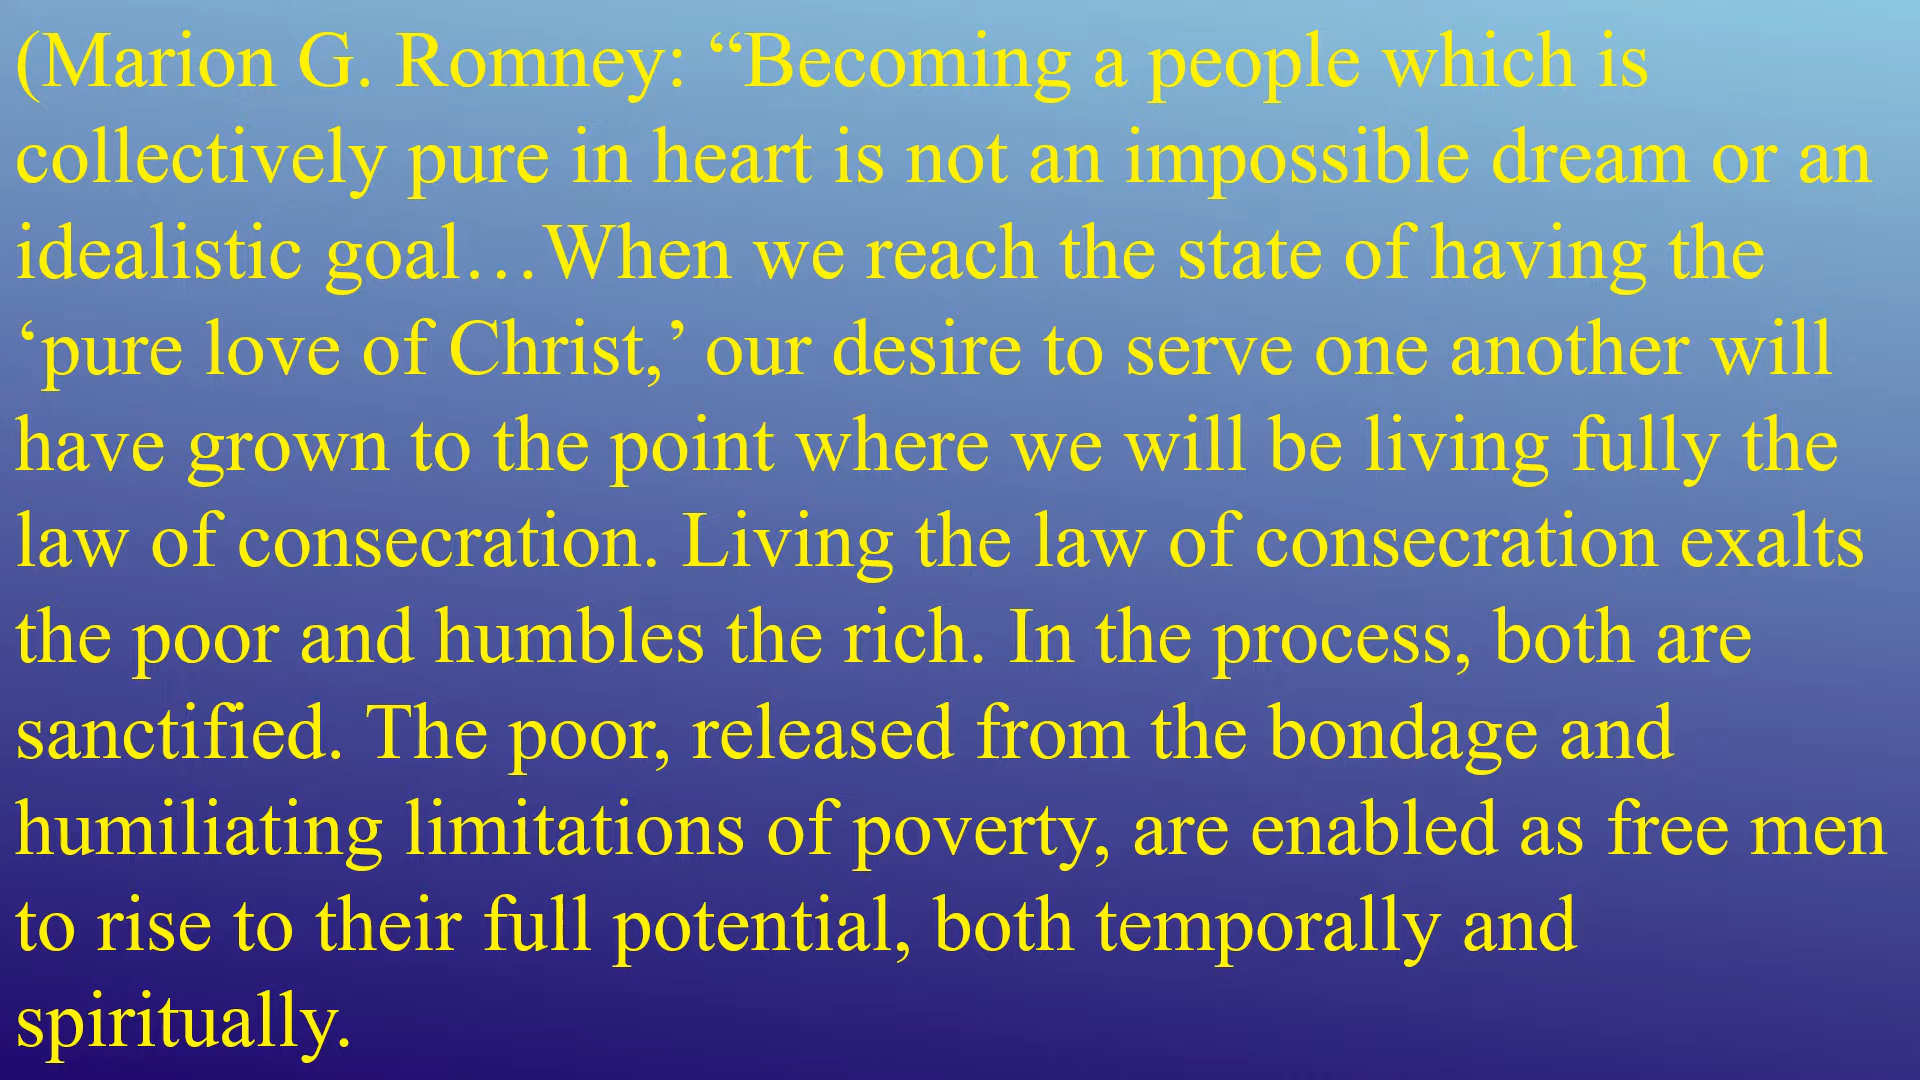 (Marion G. Romney: “Becoming a people which is
collectively pure in heart is not an impossible dream or an
idealistic goal…When we reach the state of having the
‘pure love of Christ,’ our desire to serve one another will
have grown to the point where we will be living fully the
law of consecration. Living the law of consecration exalts
the poor and humbles the rich. In the process, both are
sanctified. The poor, released from the bondage and
humiliating limitations of poverty, are enabled as free men
to rise to their full potential, both temporally and
spiritually.